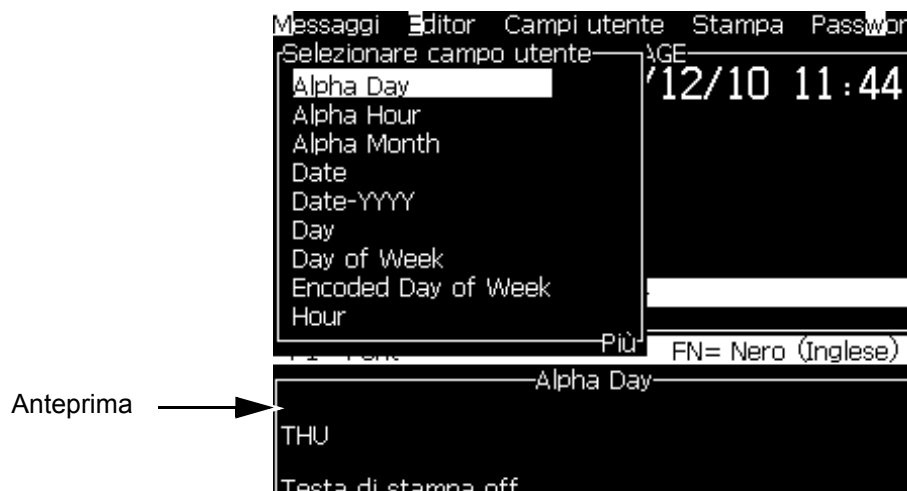 Messaggi Editor Campi utente Stampa Passwor
Selezionare campo utente AGE
Alpha Day /12/10 11:44
Alpha Hour
Alpha Month
Date
Date-YYYY
Day
Day of Week
Encoded Day of Week
Hour
Più
FN= Nero (Inglese)
Alpha Day
Anteprima
THU
Testa di stampa off